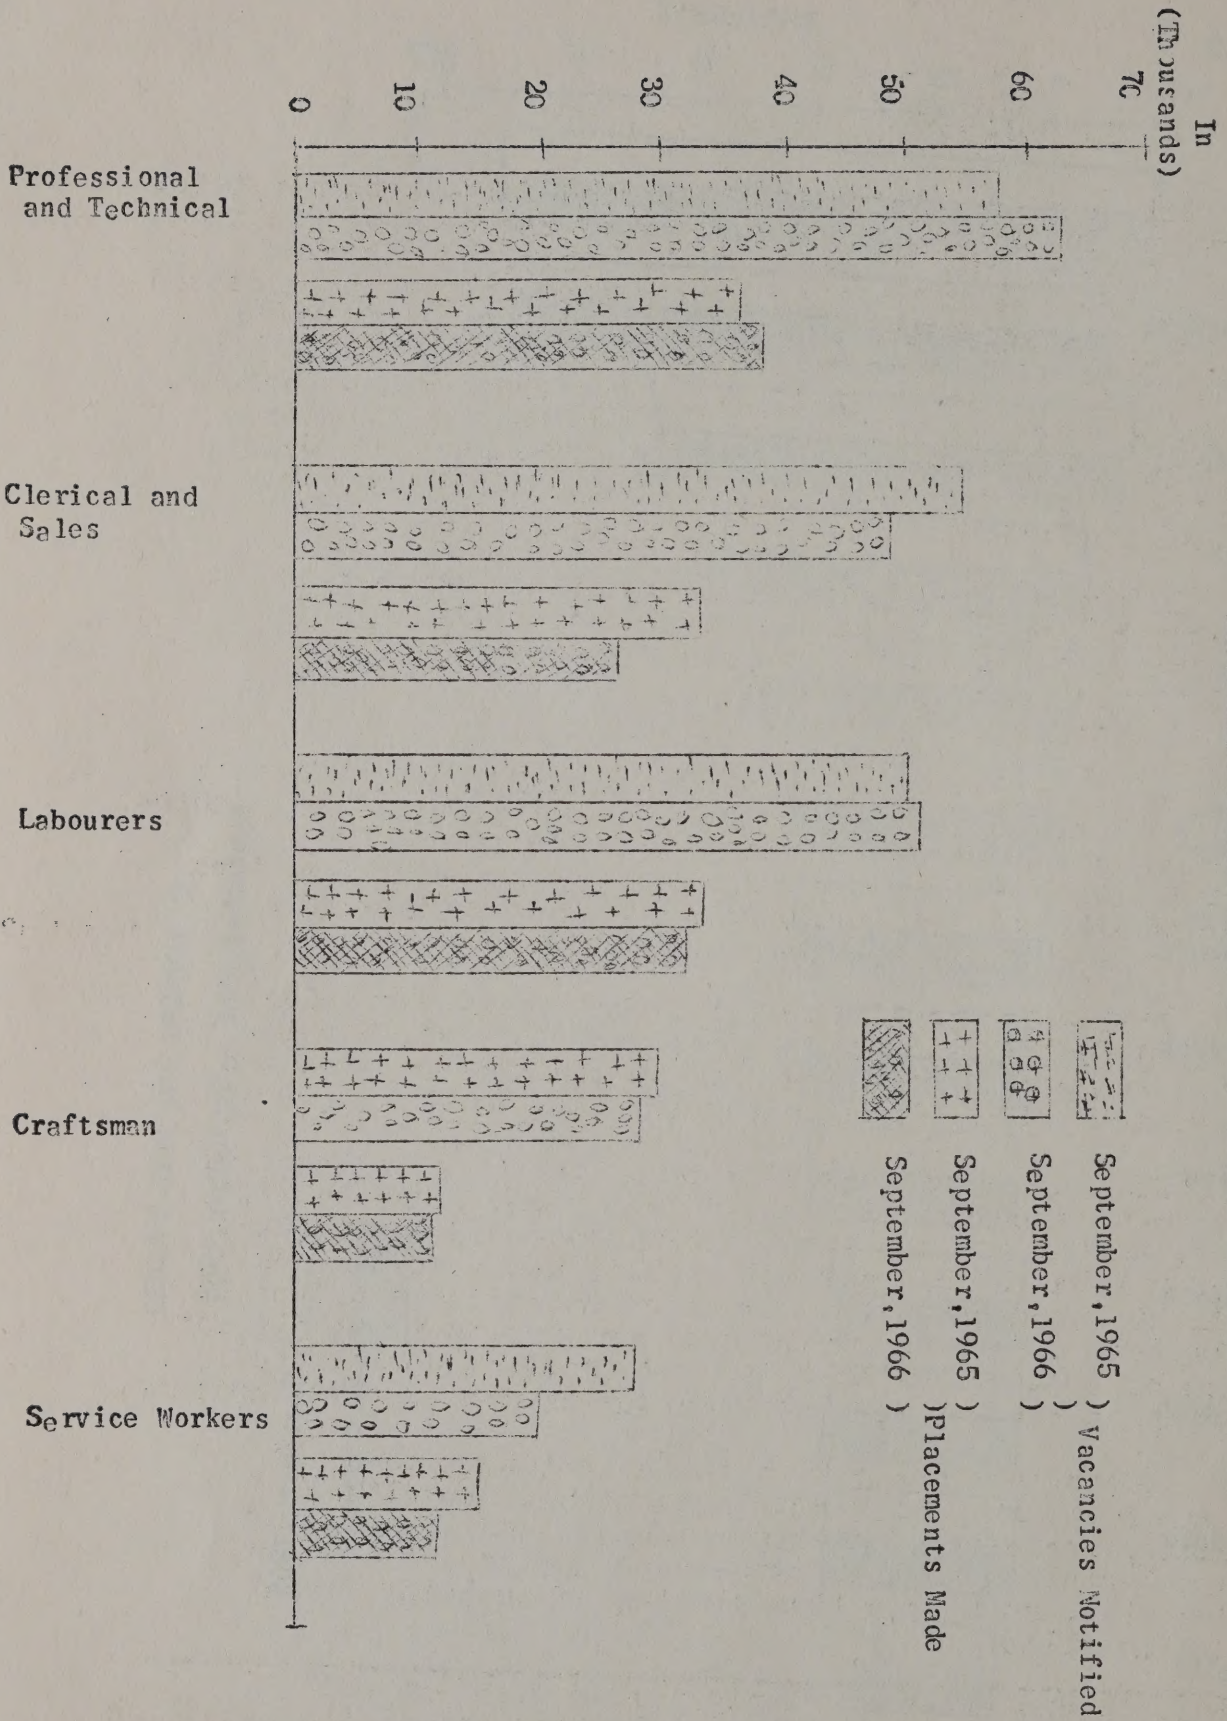 In
(Thousands)
70
60
50
40
30
20
10
0
Professional
and Technical
Clerical and
Sales
Labourers
Craftsman
Service Workers
September,1965 )
) Vacancies Notified
September,1966 )
September,1965 )
)Placements Made
September,1966 )